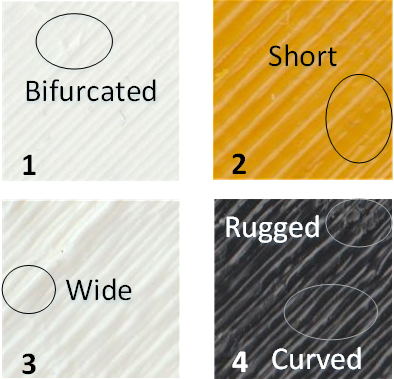 Bifurcated
1
Short
2
Wide
3
Rugged
Curved
4